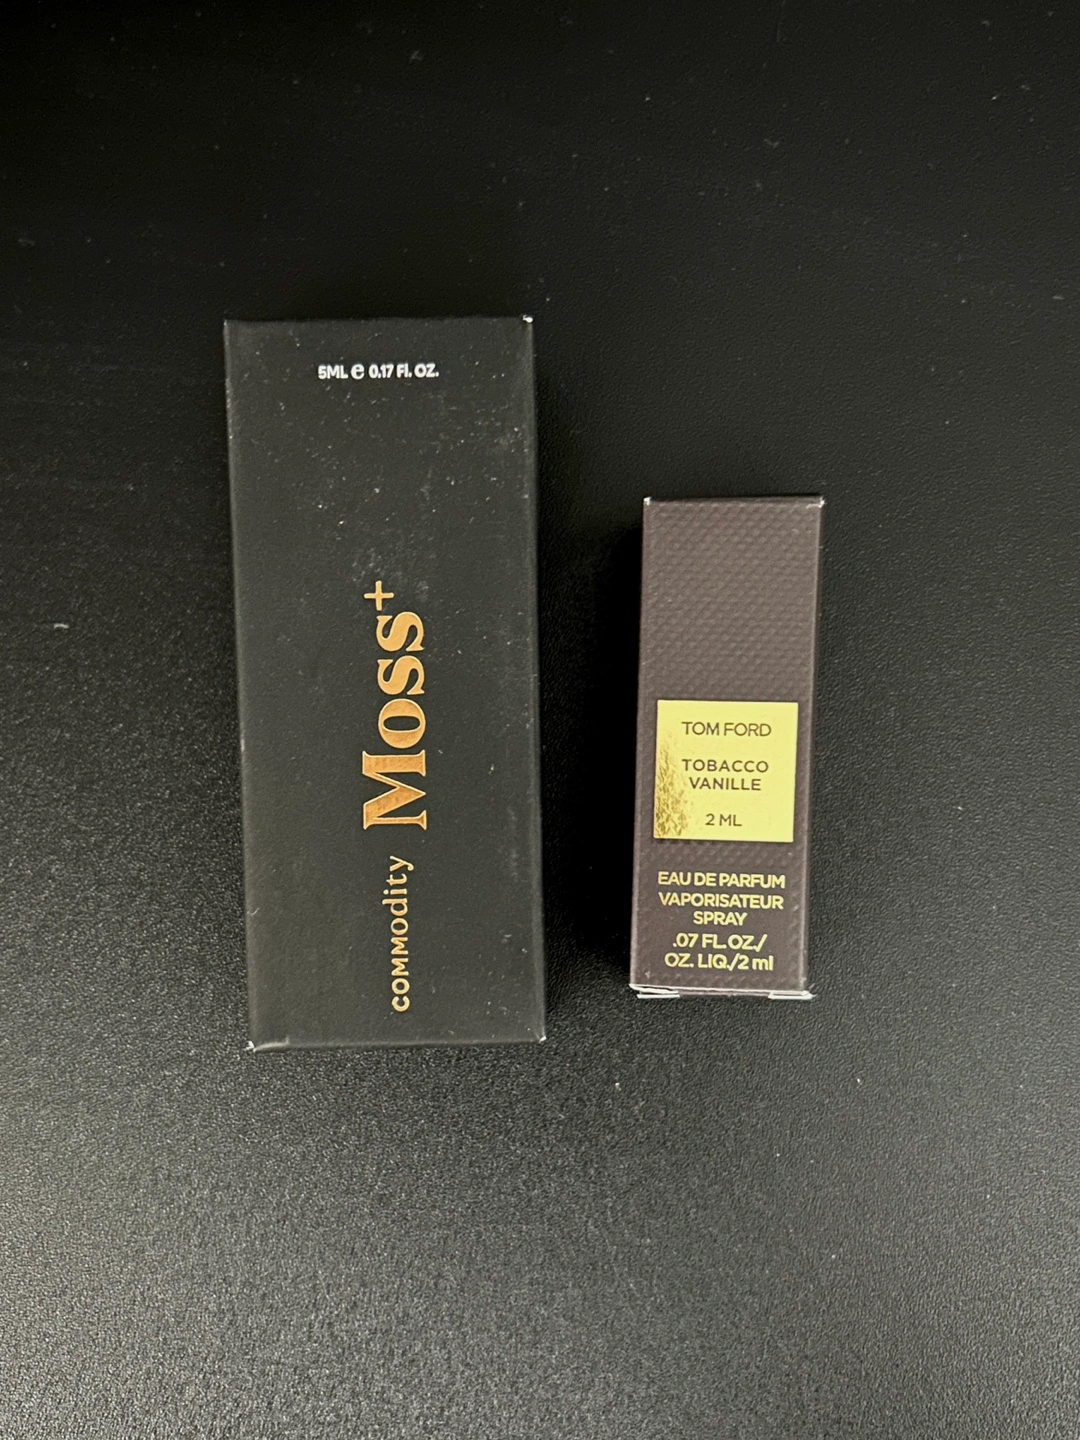 5ML e 0.17 Fl. OZ.
commodity Moss+
TOM FORD
TOBACCO
VANILLE
2 ML
EAU DE PARFUM
VAPORISATEUR
SPRAY
.07 FL.OZ./
OZ. LIQ./2 ml